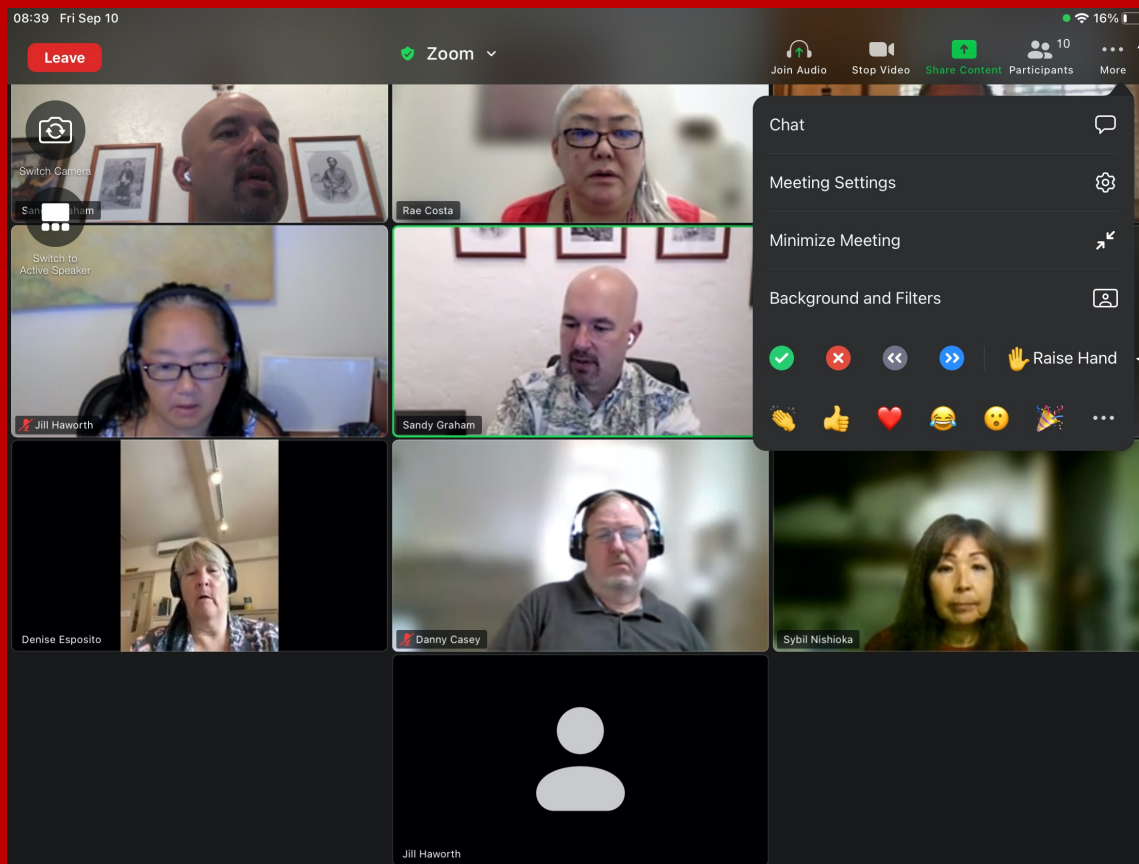 08:39 Fri Sep 10
16%
Leave
Zoom
Join Audio
Stop Video
Share Content
10
Participants
More
Switch Camera
Rae Costa
Switch to
Active Speaker
Jill Haworth
Sandy Graham
Denise Esposito
Danny Casey
Sybil Nishioka
Jill Haworth
Chat
Meeting Settings
Minimize Meeting
Background and Filters
Raise Hand